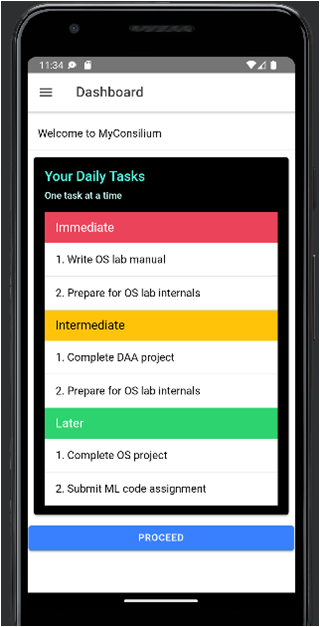 11:34
Dashboard
Welcome to MyConsilium
Your Daily Tasks
One task at a time
Immediate
1. Write OS lab manual
2. Prepare for OS lab internals
Intermediate
1. Complete DAA project
2. Prepare for OS lab internals
Later
1. Complete OS project
2. Submit ML code assignment
PROCEED